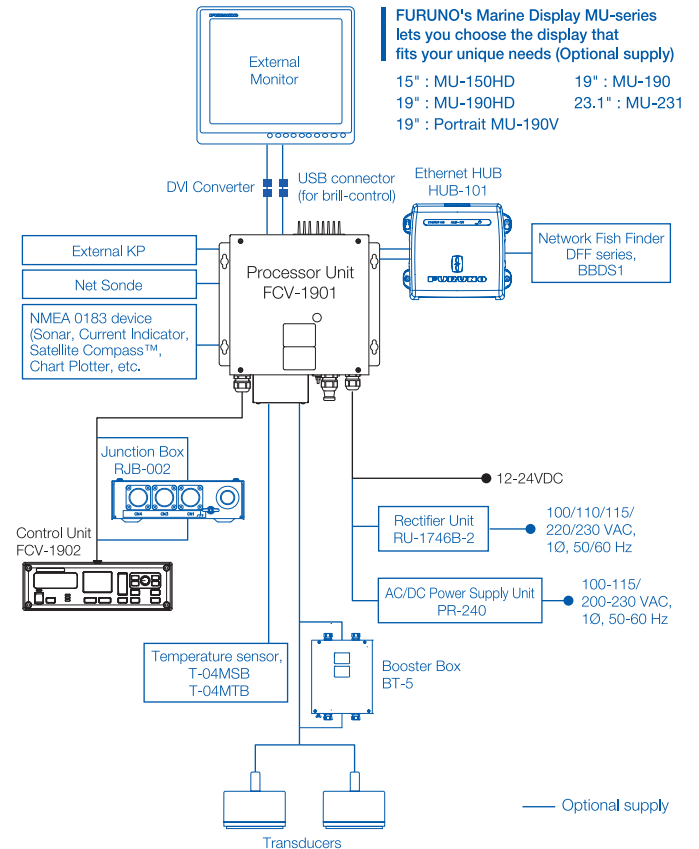 FURUNO's Marine Display MU-series
lets you choose the display that
fits your unique needs (Optional supply)
15" : MU-150HD
19" : MU-190
19" : MU-190HD
23.1" : MU-231
19" : Portrait MU-190V
FURUNO
External
Monitor
DVI Converter
USB connector
(for brill-control)
Ethernet HUB
HUB-101
External KP
Net Sonde
NMEA 0183 device
(Sonar, Current Indicator,
Satellite Compass™,
Chart Plotter, etc.
Processor Unit
FCV-1901
FURUNO
Network Fish Finder
DFF series,
BBDS1
Junction Box
RJB-002
Control Unit
FCV-1902
12-24VDC
Rectifier Unit
RU-1746B-2
100/110/115/
220/230 VAC,
1Ø, 50/60 Hz
AC/DC Power Supply Unit
PR-240
100-115/
200-230 VAC,
1Ø, 50-60 Hz
Temperature sensor,
T-04MSB
T-04MTB
Booster Box
BT-5
Transducers
Optional supply